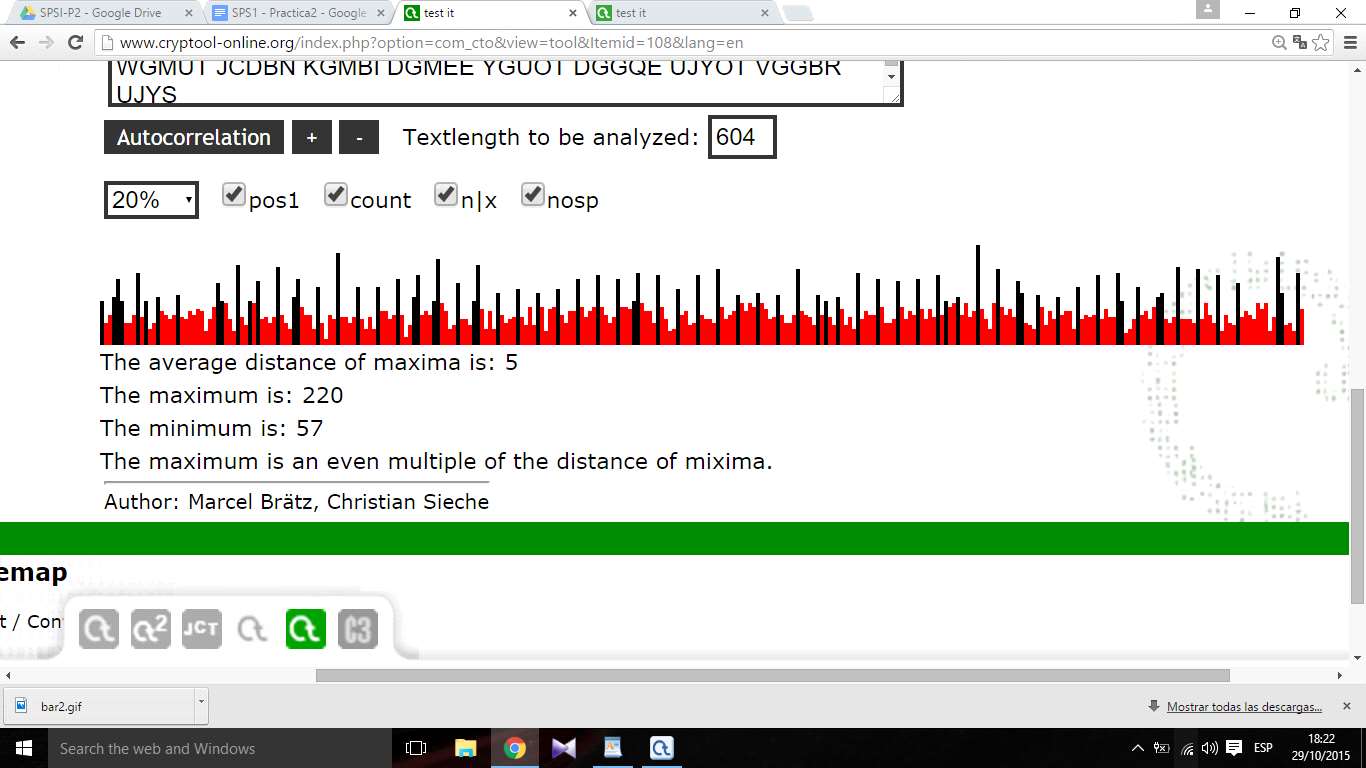 SPSI-P2 - Google Drive
SPS1 - Practica2 - Google
test it
test it
www.cryptool-online.org/index.php?option=com_cto&view=tool&Itemid=108&lang=en
WGMUT JCDBN KGMBI DGMEE YGUOT DGGQE UJYOT VGGBR
UJYS
Autocorrelation + - Textlength to be analyzed: 604
20% pos1 count n|x nosp
The average distance of maxima is: 5
The maximum is: 220
The minimum is: 57
The maximum is an even multiple of the distance of mixima.
Author: Marcel Brätz, Christian Sieche
emap
t / Con
JCT
bar2.gif
Mostrar todas las descargas...
Search the web and Windows
ESP
18:22
29/10/2015